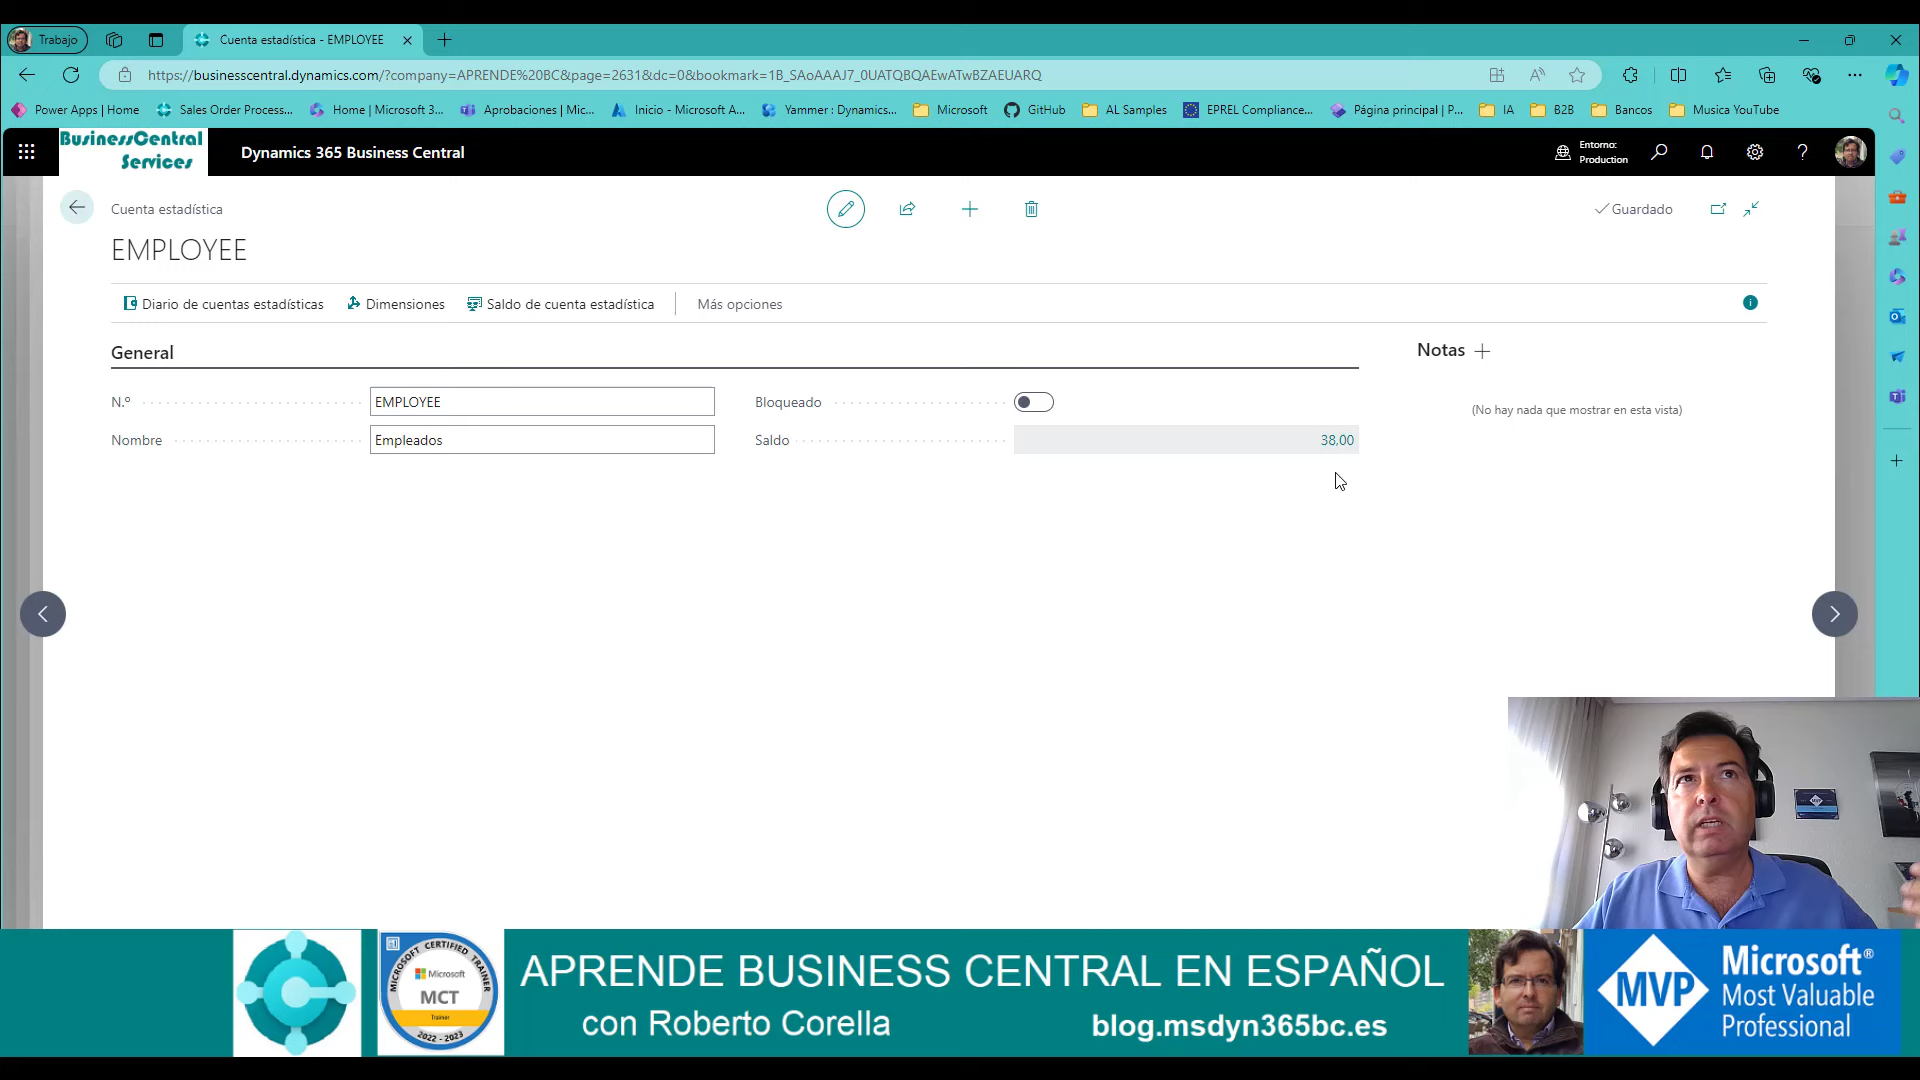 Trabajo
Cuenta estadística - EMPLOYEE
https://businesscentral.dynamics.com/?company=APRENDE%20BC&page=2631&dc=0&bookmark=1B_SAoAAAJ7_0UATQBQAEwATwBZAEUARQ
Power Apps | Home
Sales Order Process...
Home | Microsoft 3...
Aprobaciones | Mic...
Inicio - Microsoft A...
Yammer : Dynamics...
Microsoft
GitHub
AL Samples
EPREL Compliance...
Página principal | P...
IA
B2B
Bancos
Musica YouTube
BusinessCentral
Services
Dynamics 365 Business Central
Entorno:
Production
Cuenta estadística
Guardado
EMPLOYEE
Diario de cuentas estadísticas
Dimensiones
Saldo de cuenta estadística
Más opciones
General
Notas
N.º
EMPLOYEE
Bloqueado
(No hay nada que mostrar en esta vista)
Nombre
Empleados
Saldo
38,00
MICROSOFT CERTIFIED TRAINER
Microsoft
MCT
Trainer
2022 - 2023
APRENDE BUSINESS CENTRAL EN ESPAÑOL
con Roberto Corella
blog.msdyn365bc.es
MVP
Microsoft®
Most Valuable
Professional